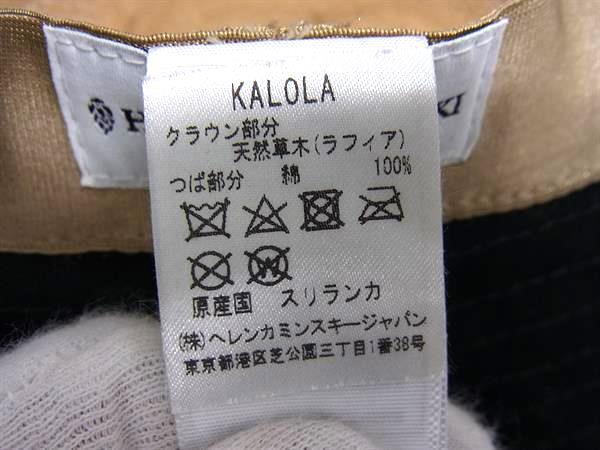 KALOLA
クラウン部分
天然草木(ラフィア)
つば部分 綿 100%
原産国 スリランカ
(株)ヘレンカミンスキージャパン
東京都港区芝公園三丁目1番38号